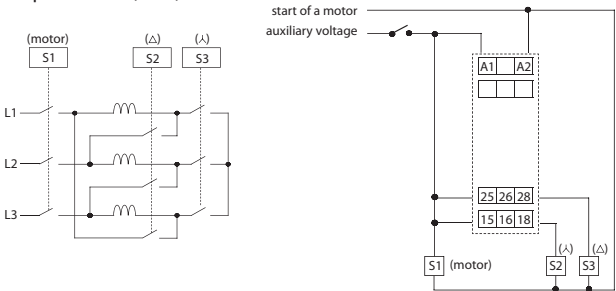 start of a motor
auxiliary voltage
(motor) (△) (⅄)
S1 S2 S3
L1
L2
L3
A1 A2
25 26 28
15 16 18
S1 (motor) S2 (⅄) S3 (△)